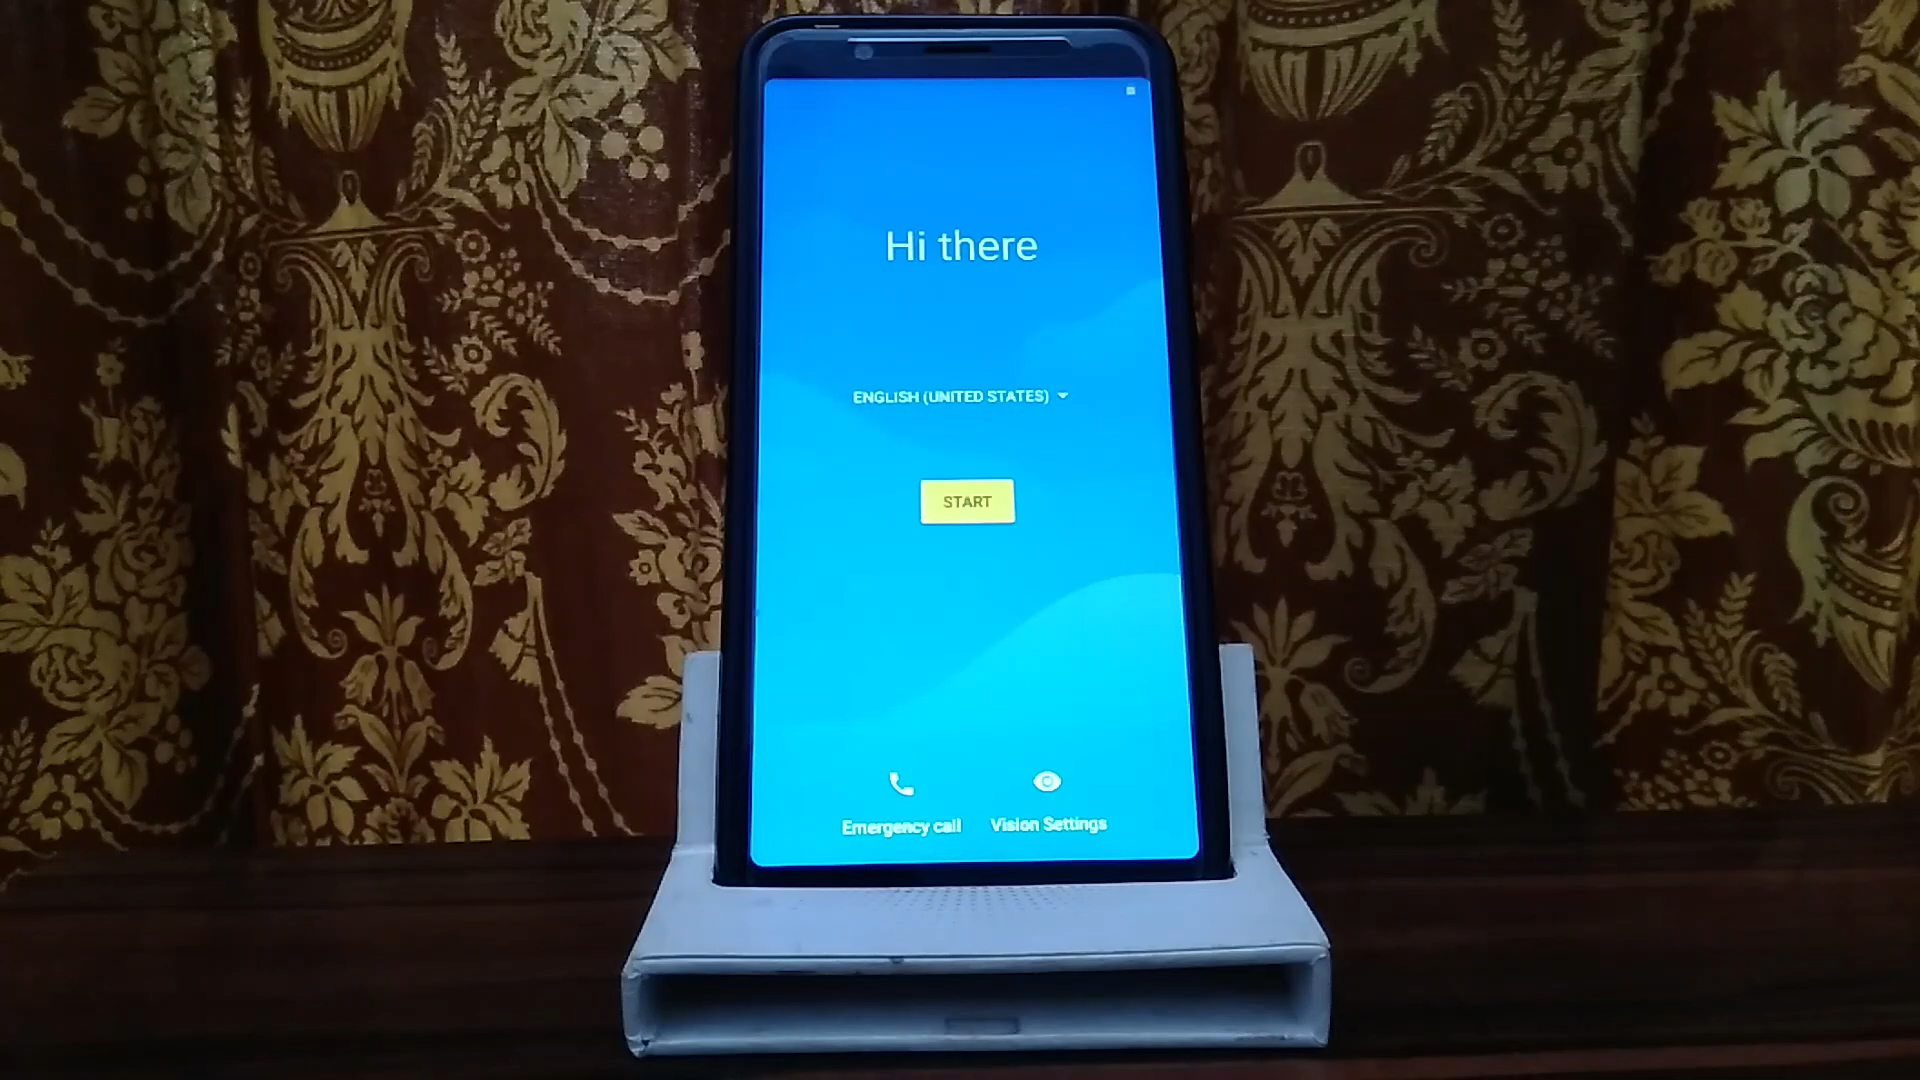 Hi there
ENGLISH (UNITED STATES)
START
Emergency call
Vision Settings